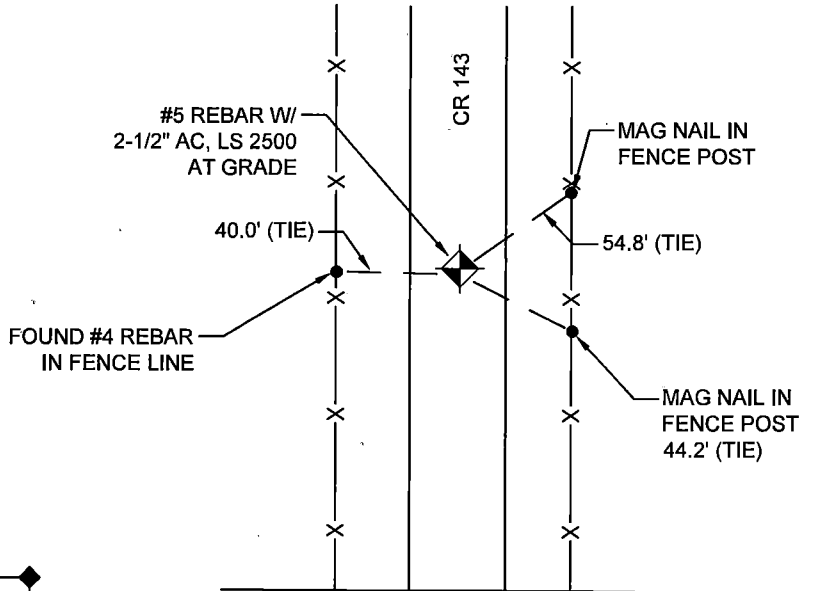 CR 143
#5 REBAR W/
2-1/2" AC, LS 2500
AT GRADE
MAG NAIL IN
FENCE POST
40.0' (TIE)
54.8' (TIE)
FOUND #4 REBAR
IN FENCE LINE
MAG NAIL IN
FENCE POST
44.2' (TIE)